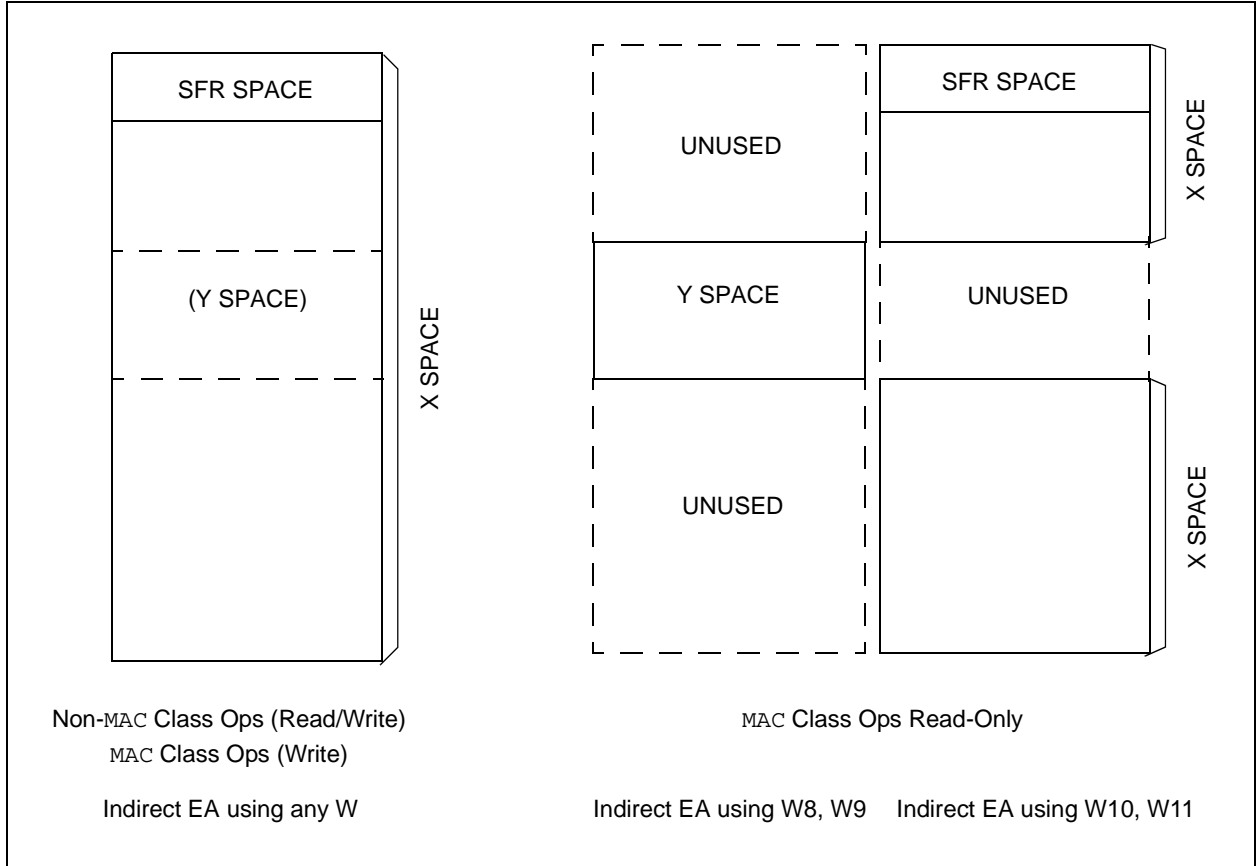 SFR SPACE
(Y SPACE)
X SPACE
UNUSED
Y SPACE
UNUSED
SFR SPACE
UNUSED
X SPACE
X SPACE
Non-MAC Class Ops (Read/Write)
MAC Class Ops (Write)
MAC Class Ops Read-Only
Indirect EA using any W
Indirect EA using W8, W9
Indirect EA using W10, W11